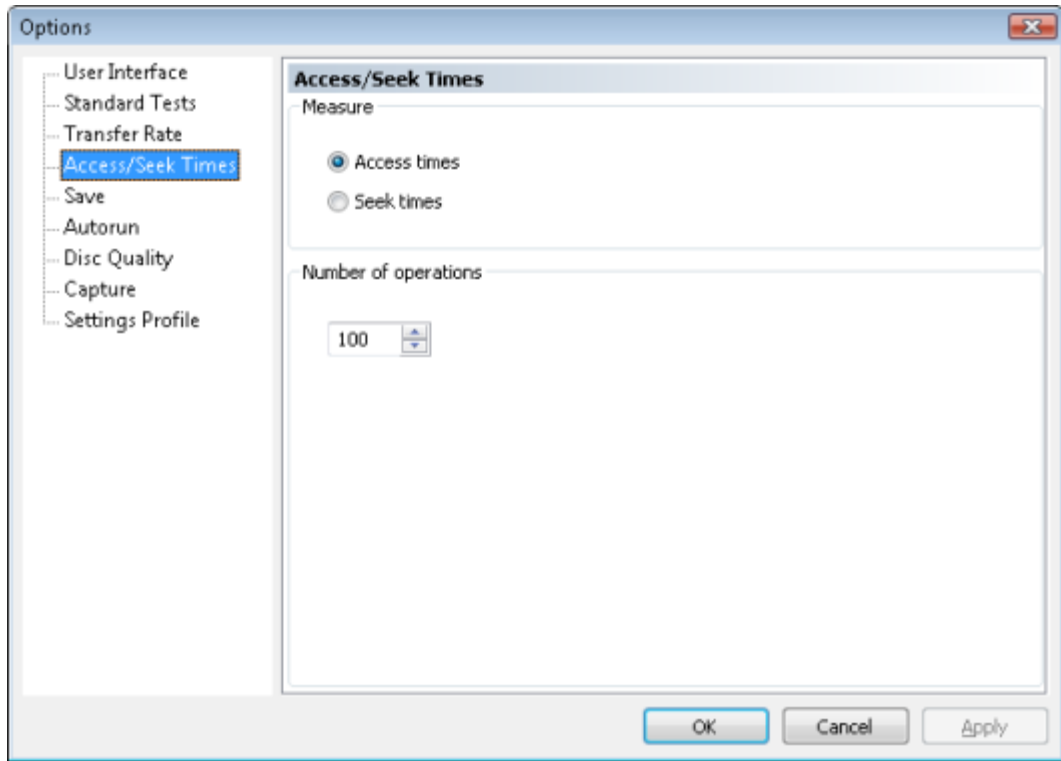 Options
User Interface
Standard Tests
Transfer Rate
Access/Seek Times
Save
Autorun
Disc Quality
Capture
Settings Profile
Access/Seek Times
Measure
Access times
Seek times
Number of operations
100
OK
Cancel
Apply